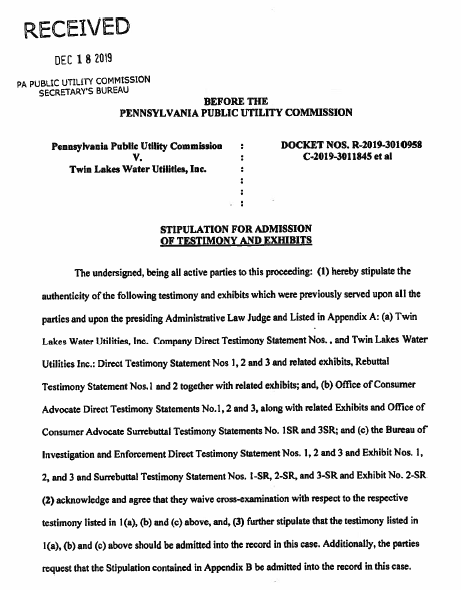 RECEIVED
DEC 18 2019
PA PUBLIC UTILITY COMMISSION
SECRETARY'S BUREAU
BEFORE THE
PENNSYLVANIA PUBLIC UTILITY COMMISSION
Pennsylvania Public Utility Commission : DOCKET NOS. R-2019-3010958
V. : C-2019-3011845 et al
Twin Lakes Water Utilities, Inc. :
:
:
:
STIPULATION FOR ADMISSION
OF TESTIMONY AND EXHIBITS
The undersigned, being all active parties to this proceeding: (1) hereby stipulate the
authenticity of the following testimony and exhibits which were previously served upon all the
parties and upon the presiding Administrative Law Judge and Listed in Appendix A: (a) Twin
Lakes Water Utilities, Inc. Company Direct Testimony Statement Nos. , and Twin Lakes Water
Utilities Inc.: Direct Testimony Statement Nos 1, 2 and 3 and related exhibits, Rebuttal
Testimony Statement Nos.1 and 2 together with related exhibits; and, (b) Office of Consumer
Advocate Direct Testimony Statements No.1, 2 and 3, along with related Exhibits and Office of
Consumer Advocate Surrebuttal Testimony Statements No. 1SR and 3SR; and (c) the Bureau of
Investigation and Enforcement Direct Testimony Statement Nos. 1, 2 and 3 and Exhibit Nos. 1,
2, and 3 and Surrebuttal Testimony Statement Nos. 1-SR, 2-SR, and 3-SR and Exhibit No. 2-SR
(2) acknowledge and agree that they waive cross-examination with respect to the respective
testimony listed in 1(a), (b) and (c) above, and, (3) further stipulate that the testimony listed in
1(a), (b) and (c) above should be admitted into the record in this case. Additionally, the parties
request that the Stipulation contained in Appendix B be admitted into the record in this case.